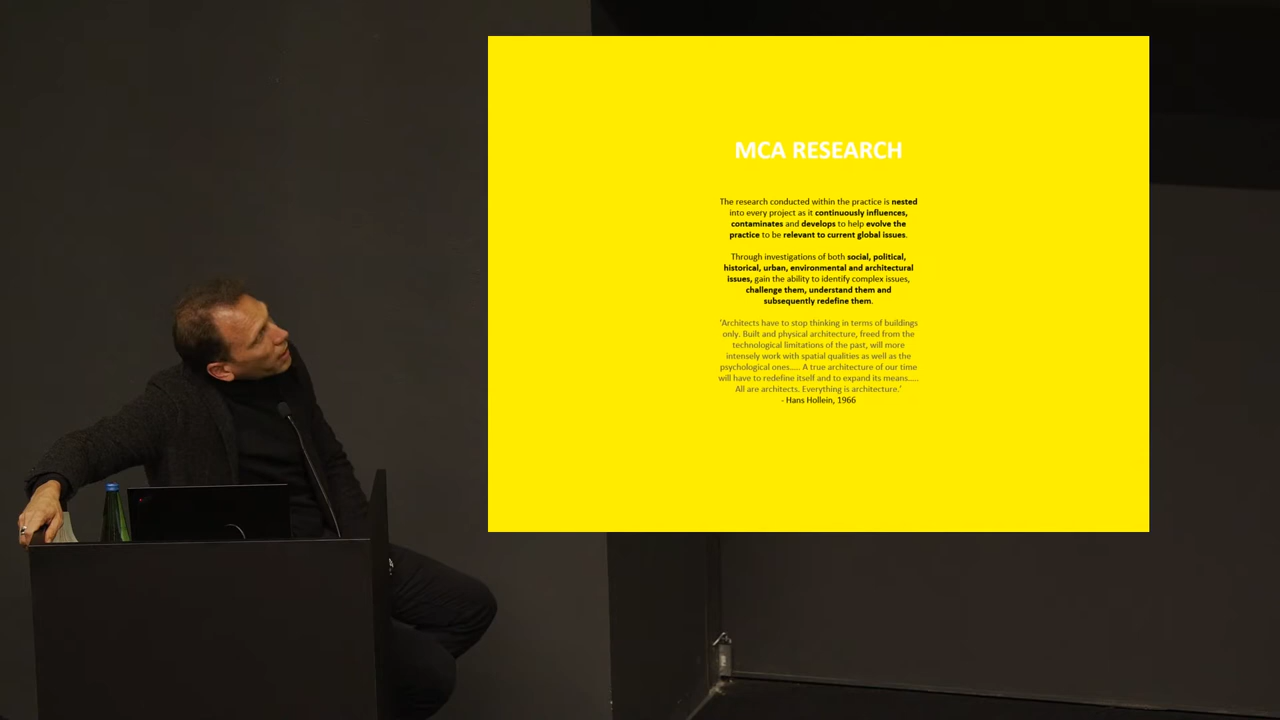 MCA RESEARCH
The research conducted within the practice is nested
into every project as it continuously influences,
contaminates and develops to help evolve the
practice to be relevant to current global issues.
Through investigations of both social, political,
historical, urban, environmental and architectural
issues, gain the ability to identify complex issues,
challenge them, understand them and
subsequently redefine them.
'Architects have to stop thinking in terms of buildings
only. Built and physical architecture, freed from the
technological limitations of the past, will more
intensely work with spatial qualities as well as the
psychological ones..... A true architecture of our time
will have to redefine itself and to expand its means.....
All are architects. Everything is architecture.'
- Hans Hollein, 1966